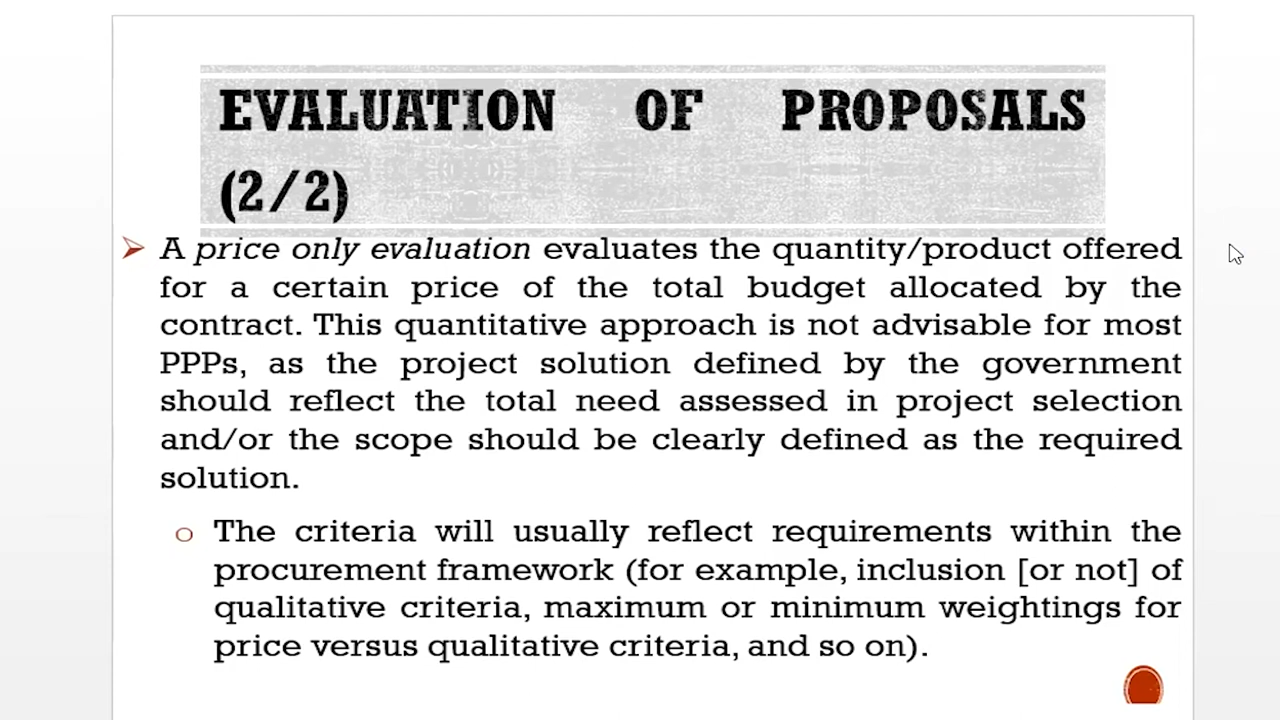 EVALUATION OF PROPOSALS
(2/2)
A price only evaluation evaluates the quantity/product offered
for a certain price of the total budget allocated by the
contract. This quantitative approach is not advisable for most
PPPs, as the project solution defined by the government
should reflect the total need assessed in project selection
and/or the scope should be clearly defined as the required
solution.
The criteria will usually reflect requirements within the
procurement framework (for example, inclusion [or not] of
qualitative criteria, maximum or minimum weightings for
price versus qualitative criteria, and so on).